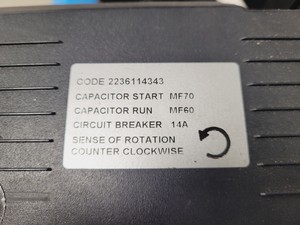 CODE 2236114343
CAPACITOR START MF70
CAPACITOR RUN MF60
CIRCUIT BREAKER 14A
SENSE OF ROTATION
COUNTER CLOCKWISE